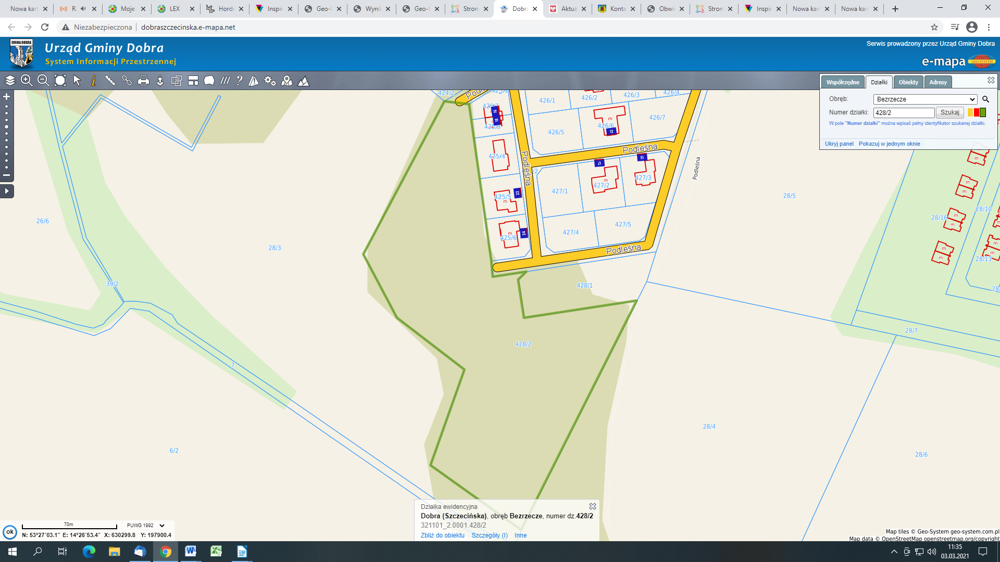 Nowa kar
R
Moje
LEX
Horde
Inspir
Geo-l
Wynil
Geo-l
Stron
Dobra
Aktua
Konta
Obwie
Stron
Inspir
Nowa kar
Nowa kar
Niezabezpieczona
dobraszczecinska.e-mapa.net
GMINA DOBRA
Urząd Gminy Dobra
System Informacji Przestrzennej
Serwis prowadzony przez Urząd Gminy Dobra
e-mapa
GEO-SYSTEM
Współrzędne
Działki
Obiekty
Adresy
Obręb:
Bezrzecze
Numer działki:
428/2
Szukaj
W pole "Numer działki" można wpisać pełny identyfikator szukanej działki.
Ukryj panel
Pokazuj w jednym oknie
424/2
425/1
426/1
426/2
426/3
426/4
425/7
16
18
425/8
426/5
426/6
12
426/7
m
425/4
Podleśna
Podleśna
Podleśna
17
15
427/2
427/3
427/1
m
425/5
22
m
427/4
427/5
425/6
24
m
Podleśna
428/1
428/2
26/6
28/3
39/2
7
6/2
28/5
28/16
28/10
28/13
28/7
28/4
28/6
m
m
m
m
m
m
m
m
m
Działka ewidencyjna
Dobra (Szczecińska), obręb Bezrzecze, numer dz.428/2
321101_2.0001.428/2
Zbliż do obiektu
Szczegóły (I)
Inne
70m
PUWG 1992
ok
N: 53°27′03.1″ E: 14°26′53.4″ X: 630299.8 Y: 197900.4
Map tiles © Geo-System geo-system.com.pl
Map data © OpenStreetMap openstreetmap.org/copyright
11:35
03.03.2021